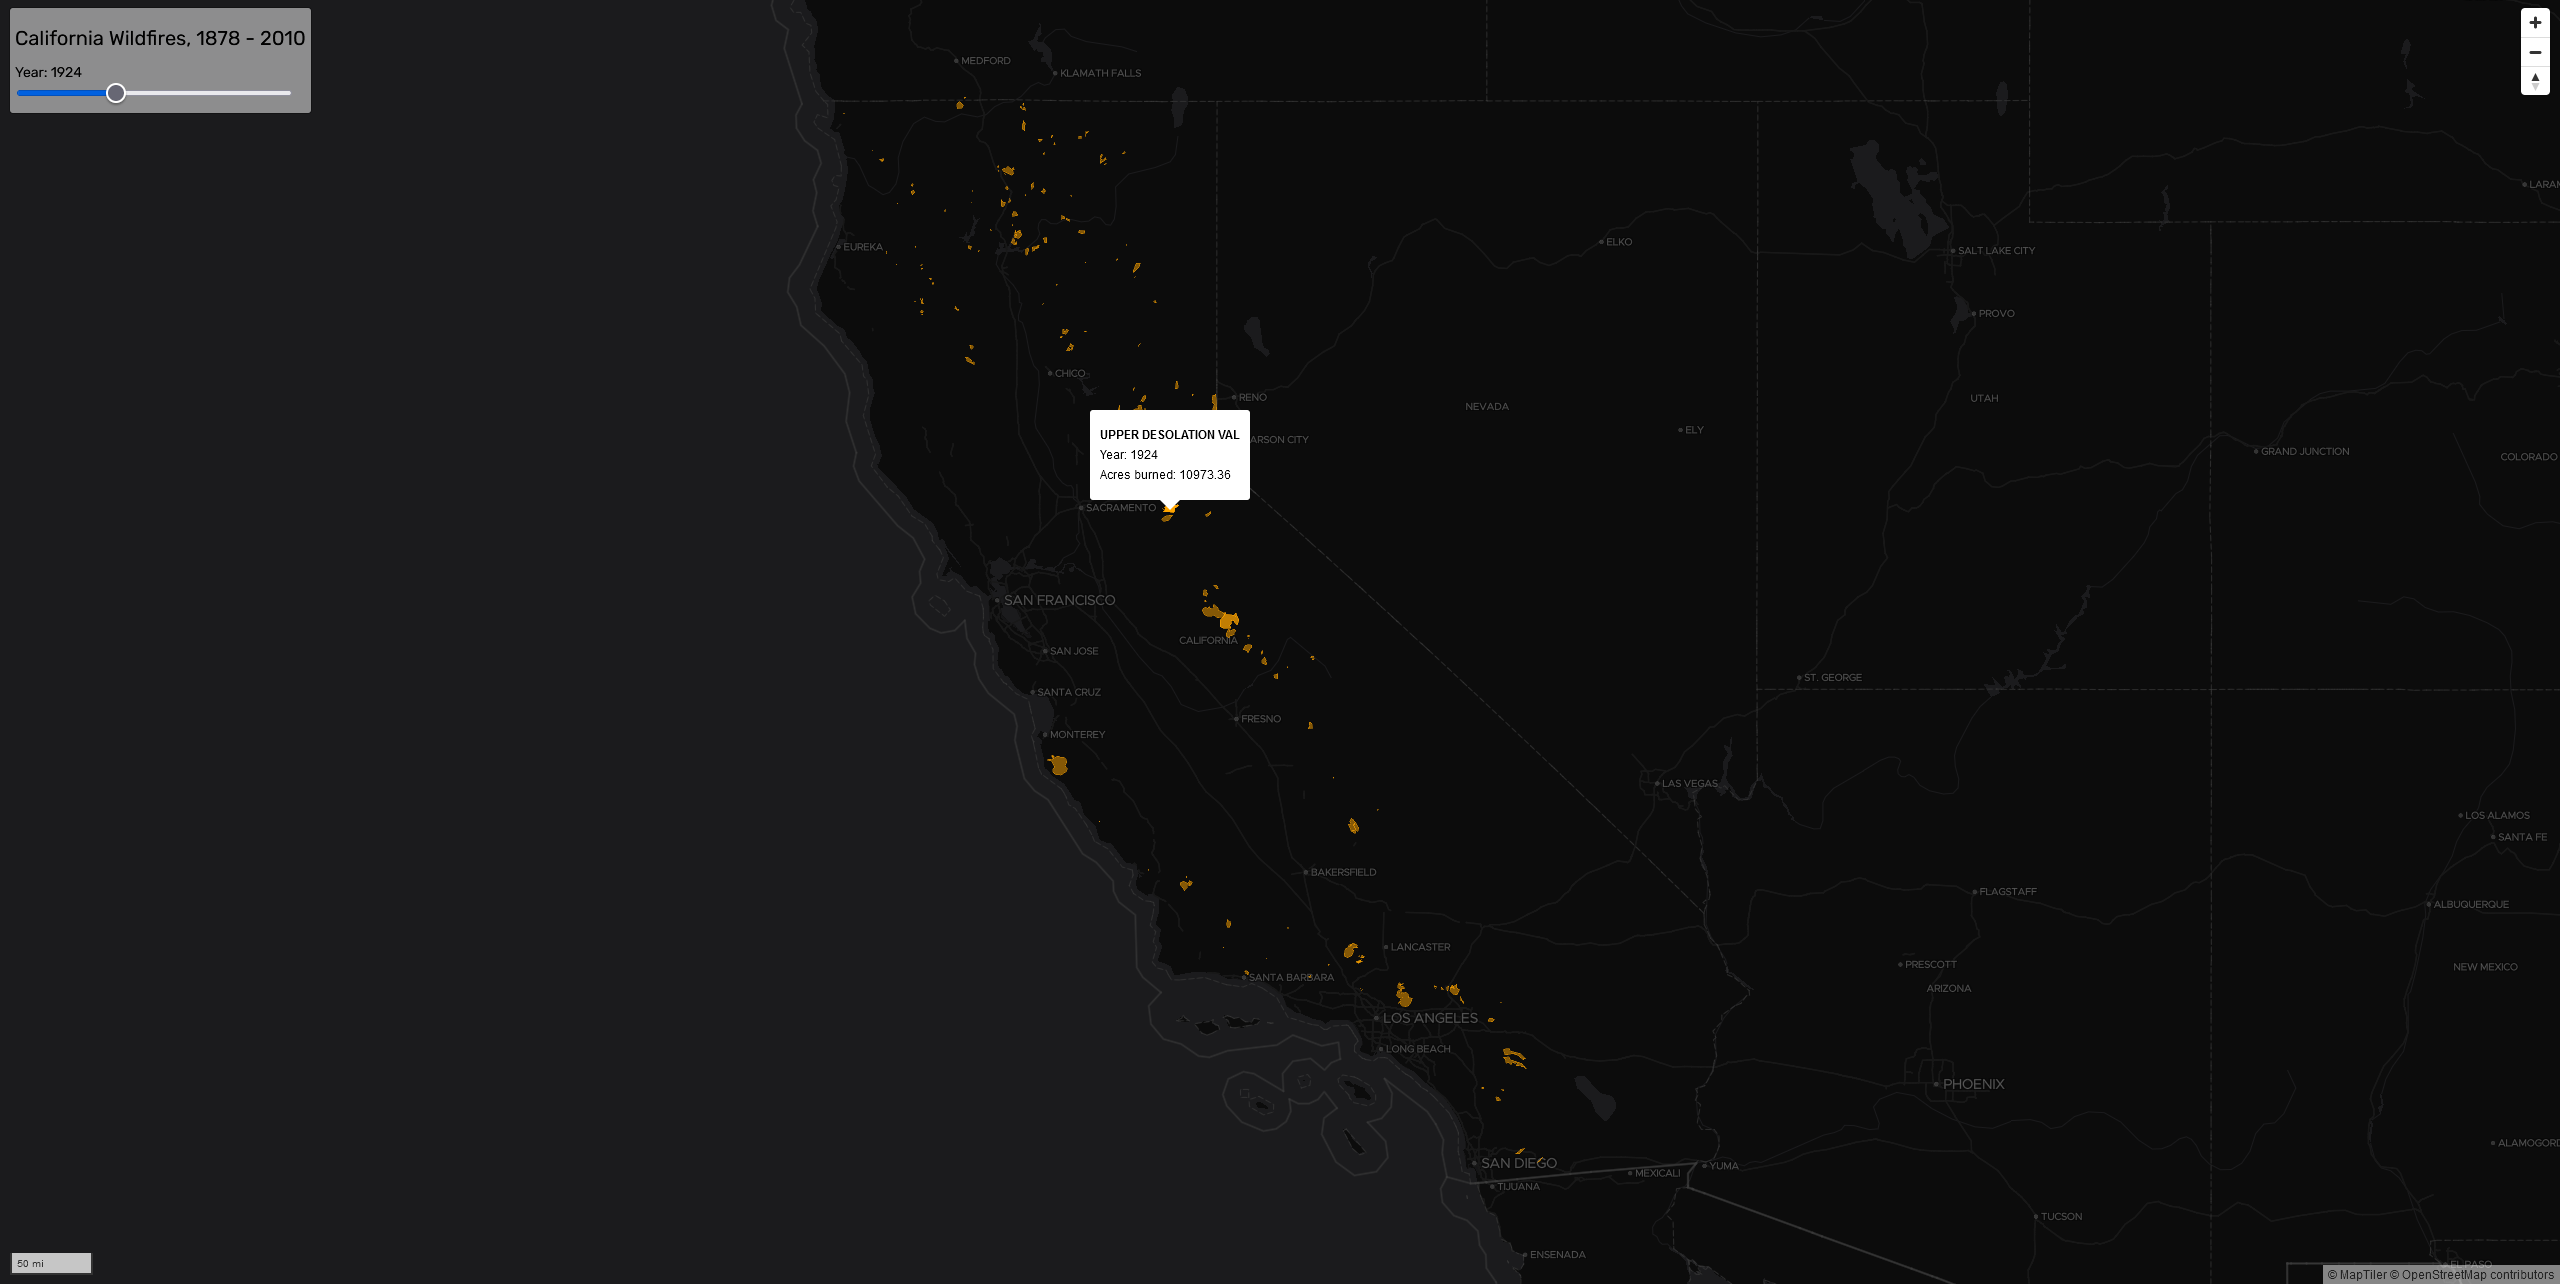 California Wildfires, 1878 - 2010
Year: 1924
MEDFORD
KLAMATH FALLS
EUREKA
ELKO
SALT LAKE CITY
PROVO
CHICO
RENO
NEVADA
UTAH
ELY
ARSON CITY
GRAND JUNCTION
COLORADO
UPPER DESOLATION VAL
Year: 1924
Acres burned: 10973.36
SACRAMENTO
SAN FRANCISCO
CALIFORNIA
SAN JOSE
ST. GEORGE
SANTA CRUZ
FRESNO
MONTEREY
LAS VEGAS
LOS ALAMOS
SANTA FE
BAKERSFIELD
FLAGSTAFF
ALBUQUERQUE
LANCASTER
PRESCOTT
NEW MEXICO
SANTA BARBARA
ARIZONA
LOS ANGELES
LONG BEACH
PHOENIX
ALAMOGORD
SAN DIEGO
YUMA
MEXICALI
TIJUANA
TUCSON
ENSENADA
EL PASO
50 mi
© MapTiler © OpenStreetMap contributors